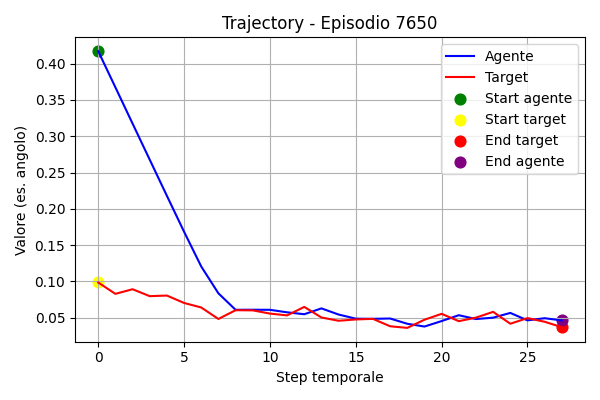 Trajectory - Episodio 7650
Valore (es. angolo)
0.40
0.35
0.30
0.25
0.20
0.15
0.10
0.05
0
5
10
15
20
25
Step temporale
Agente
Target
Start agente
Start target
End target
End agente